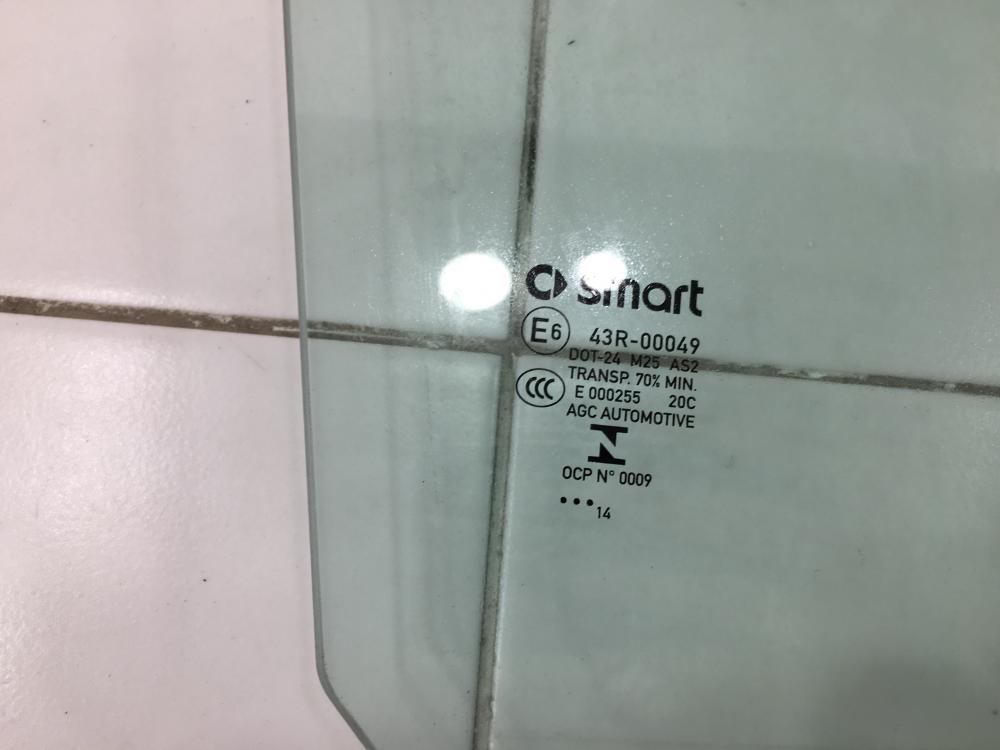 smart
E6 43R-00049
DOT-24 M25 AS2
TRANSP. 70% MIN.
CCC E 000255 20C
AGC AUTOMOTIVE
OCP N° 0009
•••14